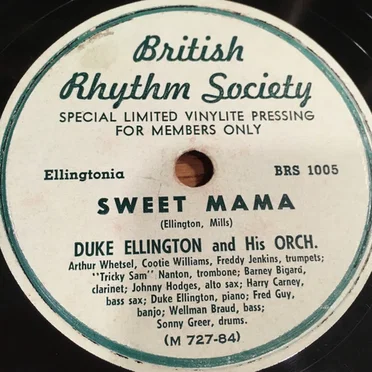 British
Rhythm Society
SPECIAL LIMITED VINYLITE PRESSING
FOR MEMBERS ONLY
Ellingtonia BRS 1005
SWEET MAMA
(Ellington, Mills)
DUKE ELLINGTON and His ORCH.
Arthur Whetsel, Cootie Williams, Freddy Jenkins, trumpets;
"Tricky Sam" Nanton, trombone; Barney Bigard,
clarinet; Johnny Hodges, alto sax; Harry Carney,
bass sax; Duke Ellington, piano; Fred Guy,
banjo; Wellman Braud, bass;
Sonny Greer, drums.
(M 727-84)